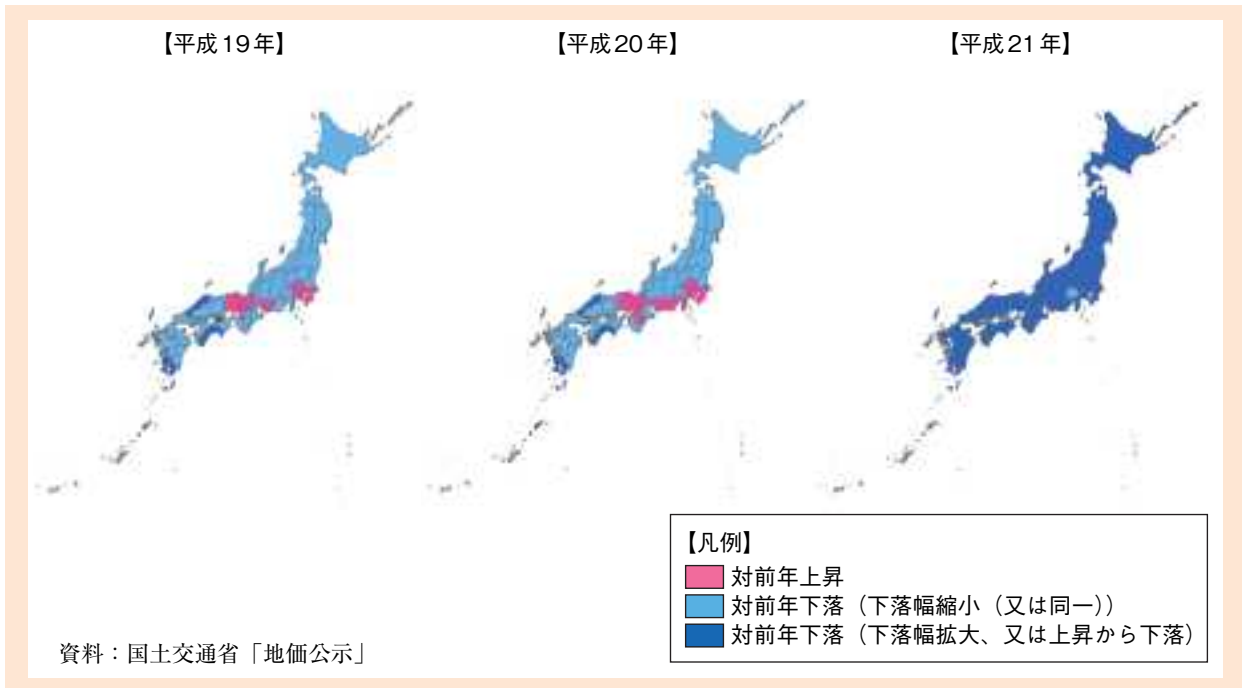 【平成19年】
【平成20年】
【平成21年】
【凡例】
対前年上昇
対前年下落（下落幅縮小（又は同一））
対前年下落（下落幅拡大、又は上昇から下落）
資料：国土交通省「地価公示」